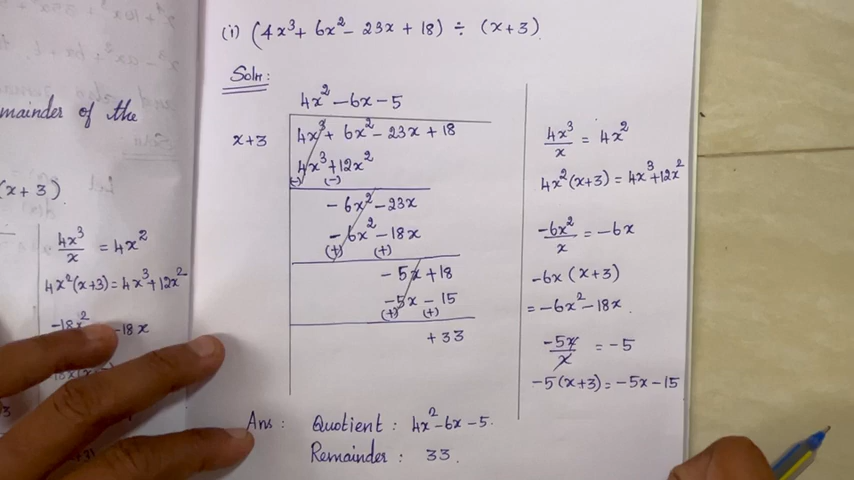 mainder of the
(x+3)
4x³/x = 4x²
4x²(x+3) = 4x³+12x²
-18x²
-18x
(i) (4x³ + 6x² - 23x + 18) ÷ (x+3)
Soln:
4x² - 6x - 5
x+3 4x³ + 6x² - 23x + 18
4x³ + 12x²
(-) (-)
- 6x² - 23x
- 6x² - 18x
(+) (+)
- 5x + 18
- 5x - 15
(+) (+)
+ 33
4x³/x = 4x²
4x²(x+3) = 4x³+12x²
-6x²/x = -6x
-6x (x+3)
= -6x² - 18x
-5x/x = -5
-5(x+3) = -5x-15
Ans: Quotient: 4x²-6x-5.
Remainder: 33.